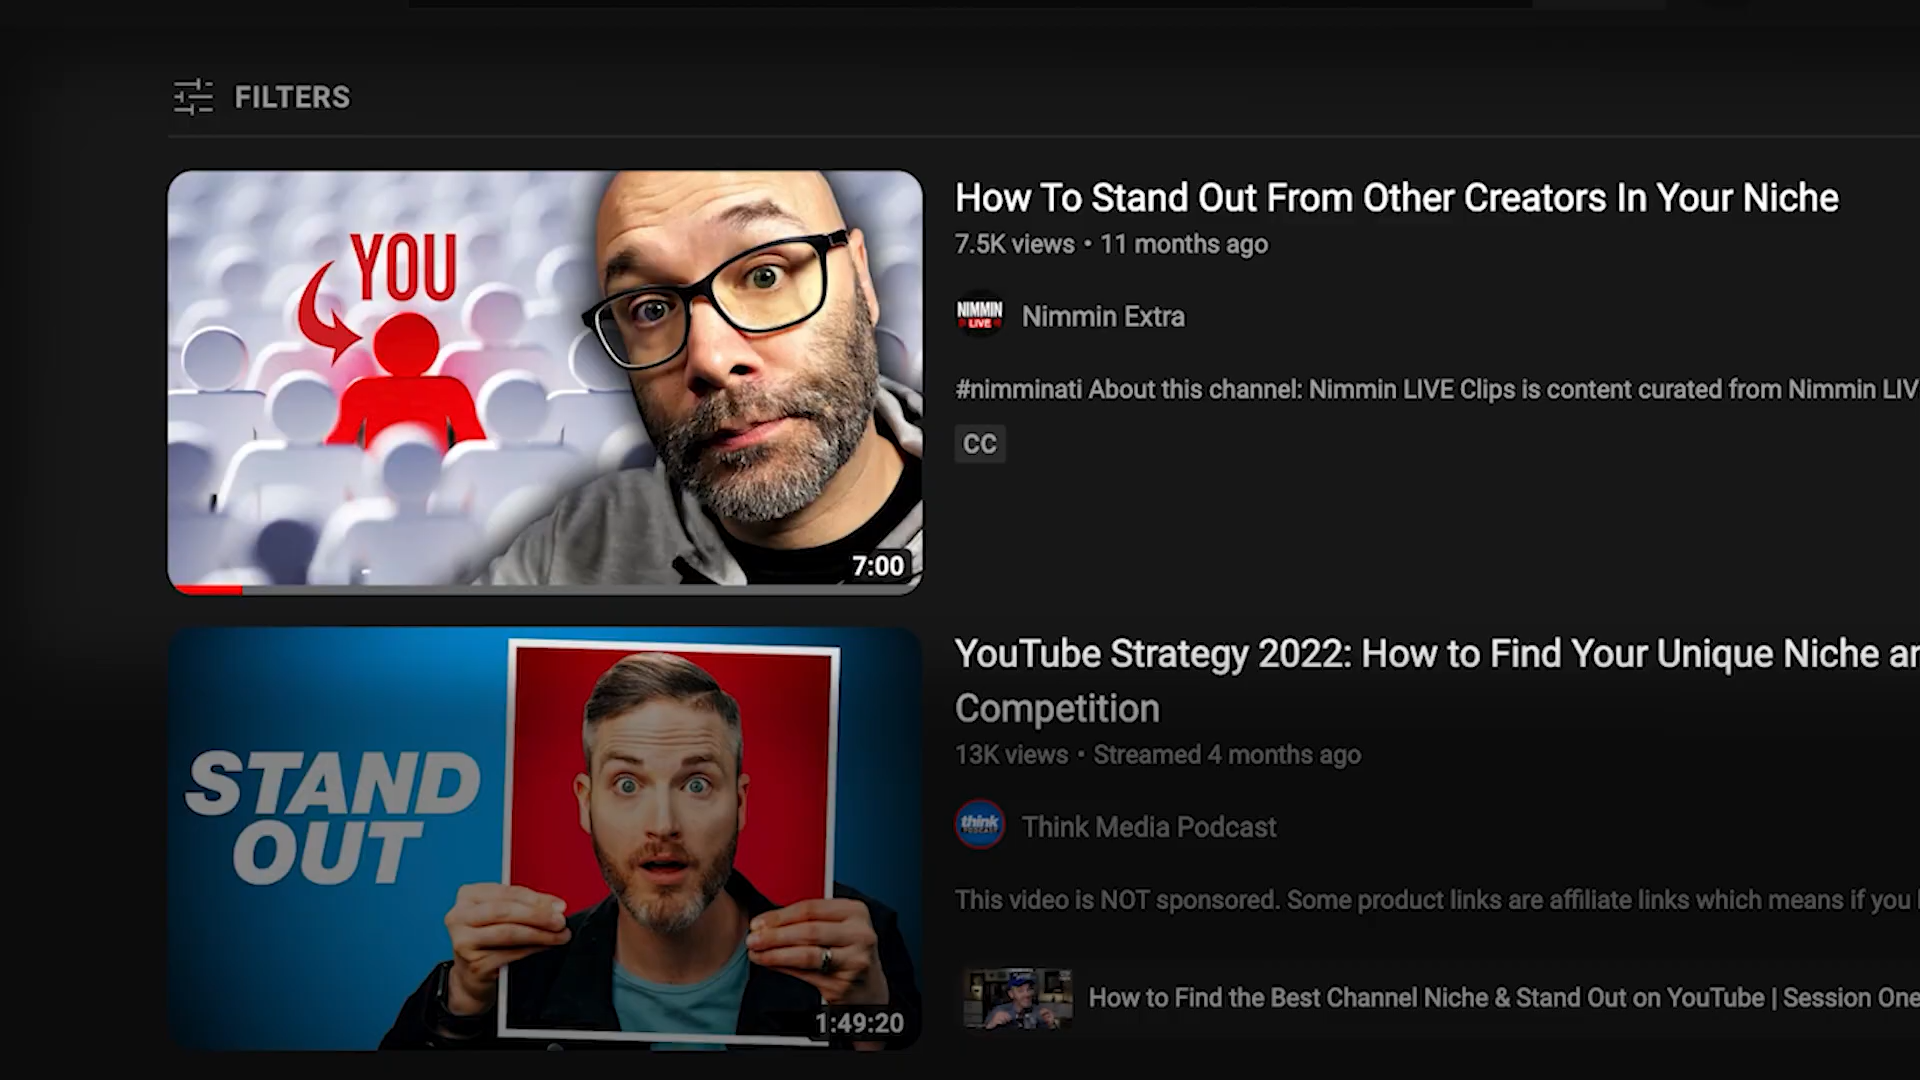 FILTERS
YOU
7:00
How To Stand Out From Other Creators In Your Niche
7.5K views • 11 months ago
NIMMIN
LIVE
Nimmin Extra
#nimminati About this channel: Nimmin LIVE Clips is content curated from Nimmin LIV
CC
STAND
OUT
1:49:20
YouTube Strategy 2022: How to Find Your Unique Niche ar
Competition
13K views • Streamed 4 months ago
think
PODCAST
Think Media Podcast
This video is NOT sponsored. Some product links are affiliate links which means if you
How to Find the Best Channel Niche & Stand Out on YouTube | Session One